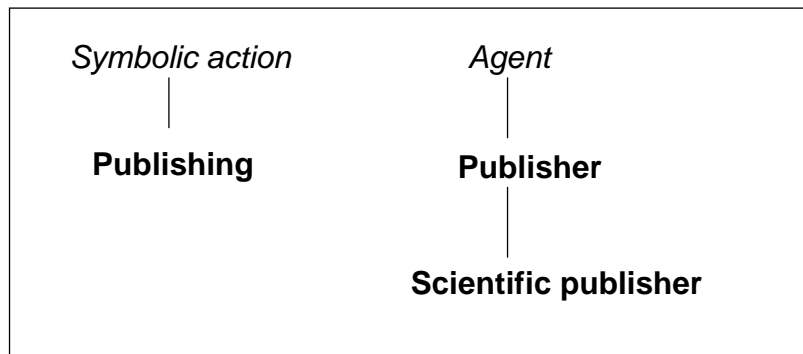 Symbolic action Agent
Publishing Publisher
Scientific publisher